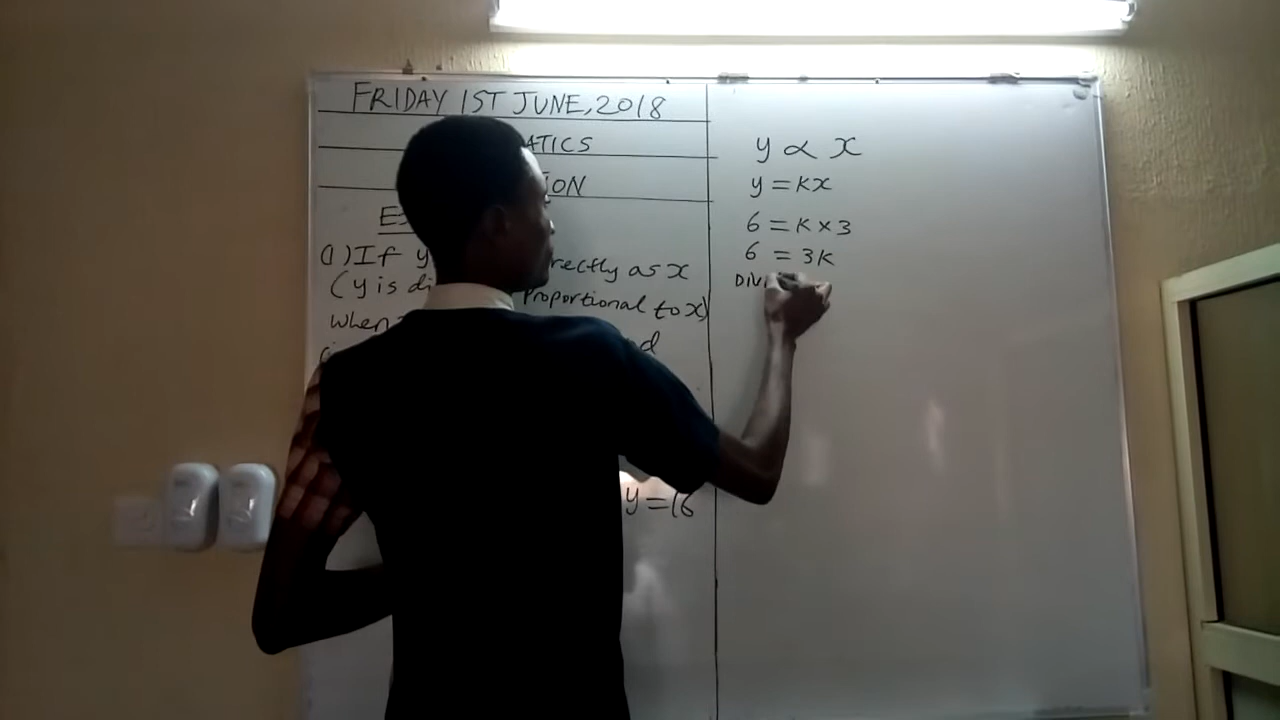 FRIDAY 1ST JUNE, 2018
ATICS
ION
E
(1) If y rectly as x
(y is di proportional to x)
when
d
y = 16
y ∝ x
y = kx
6 = k × 3
6 = 3k
DIVI